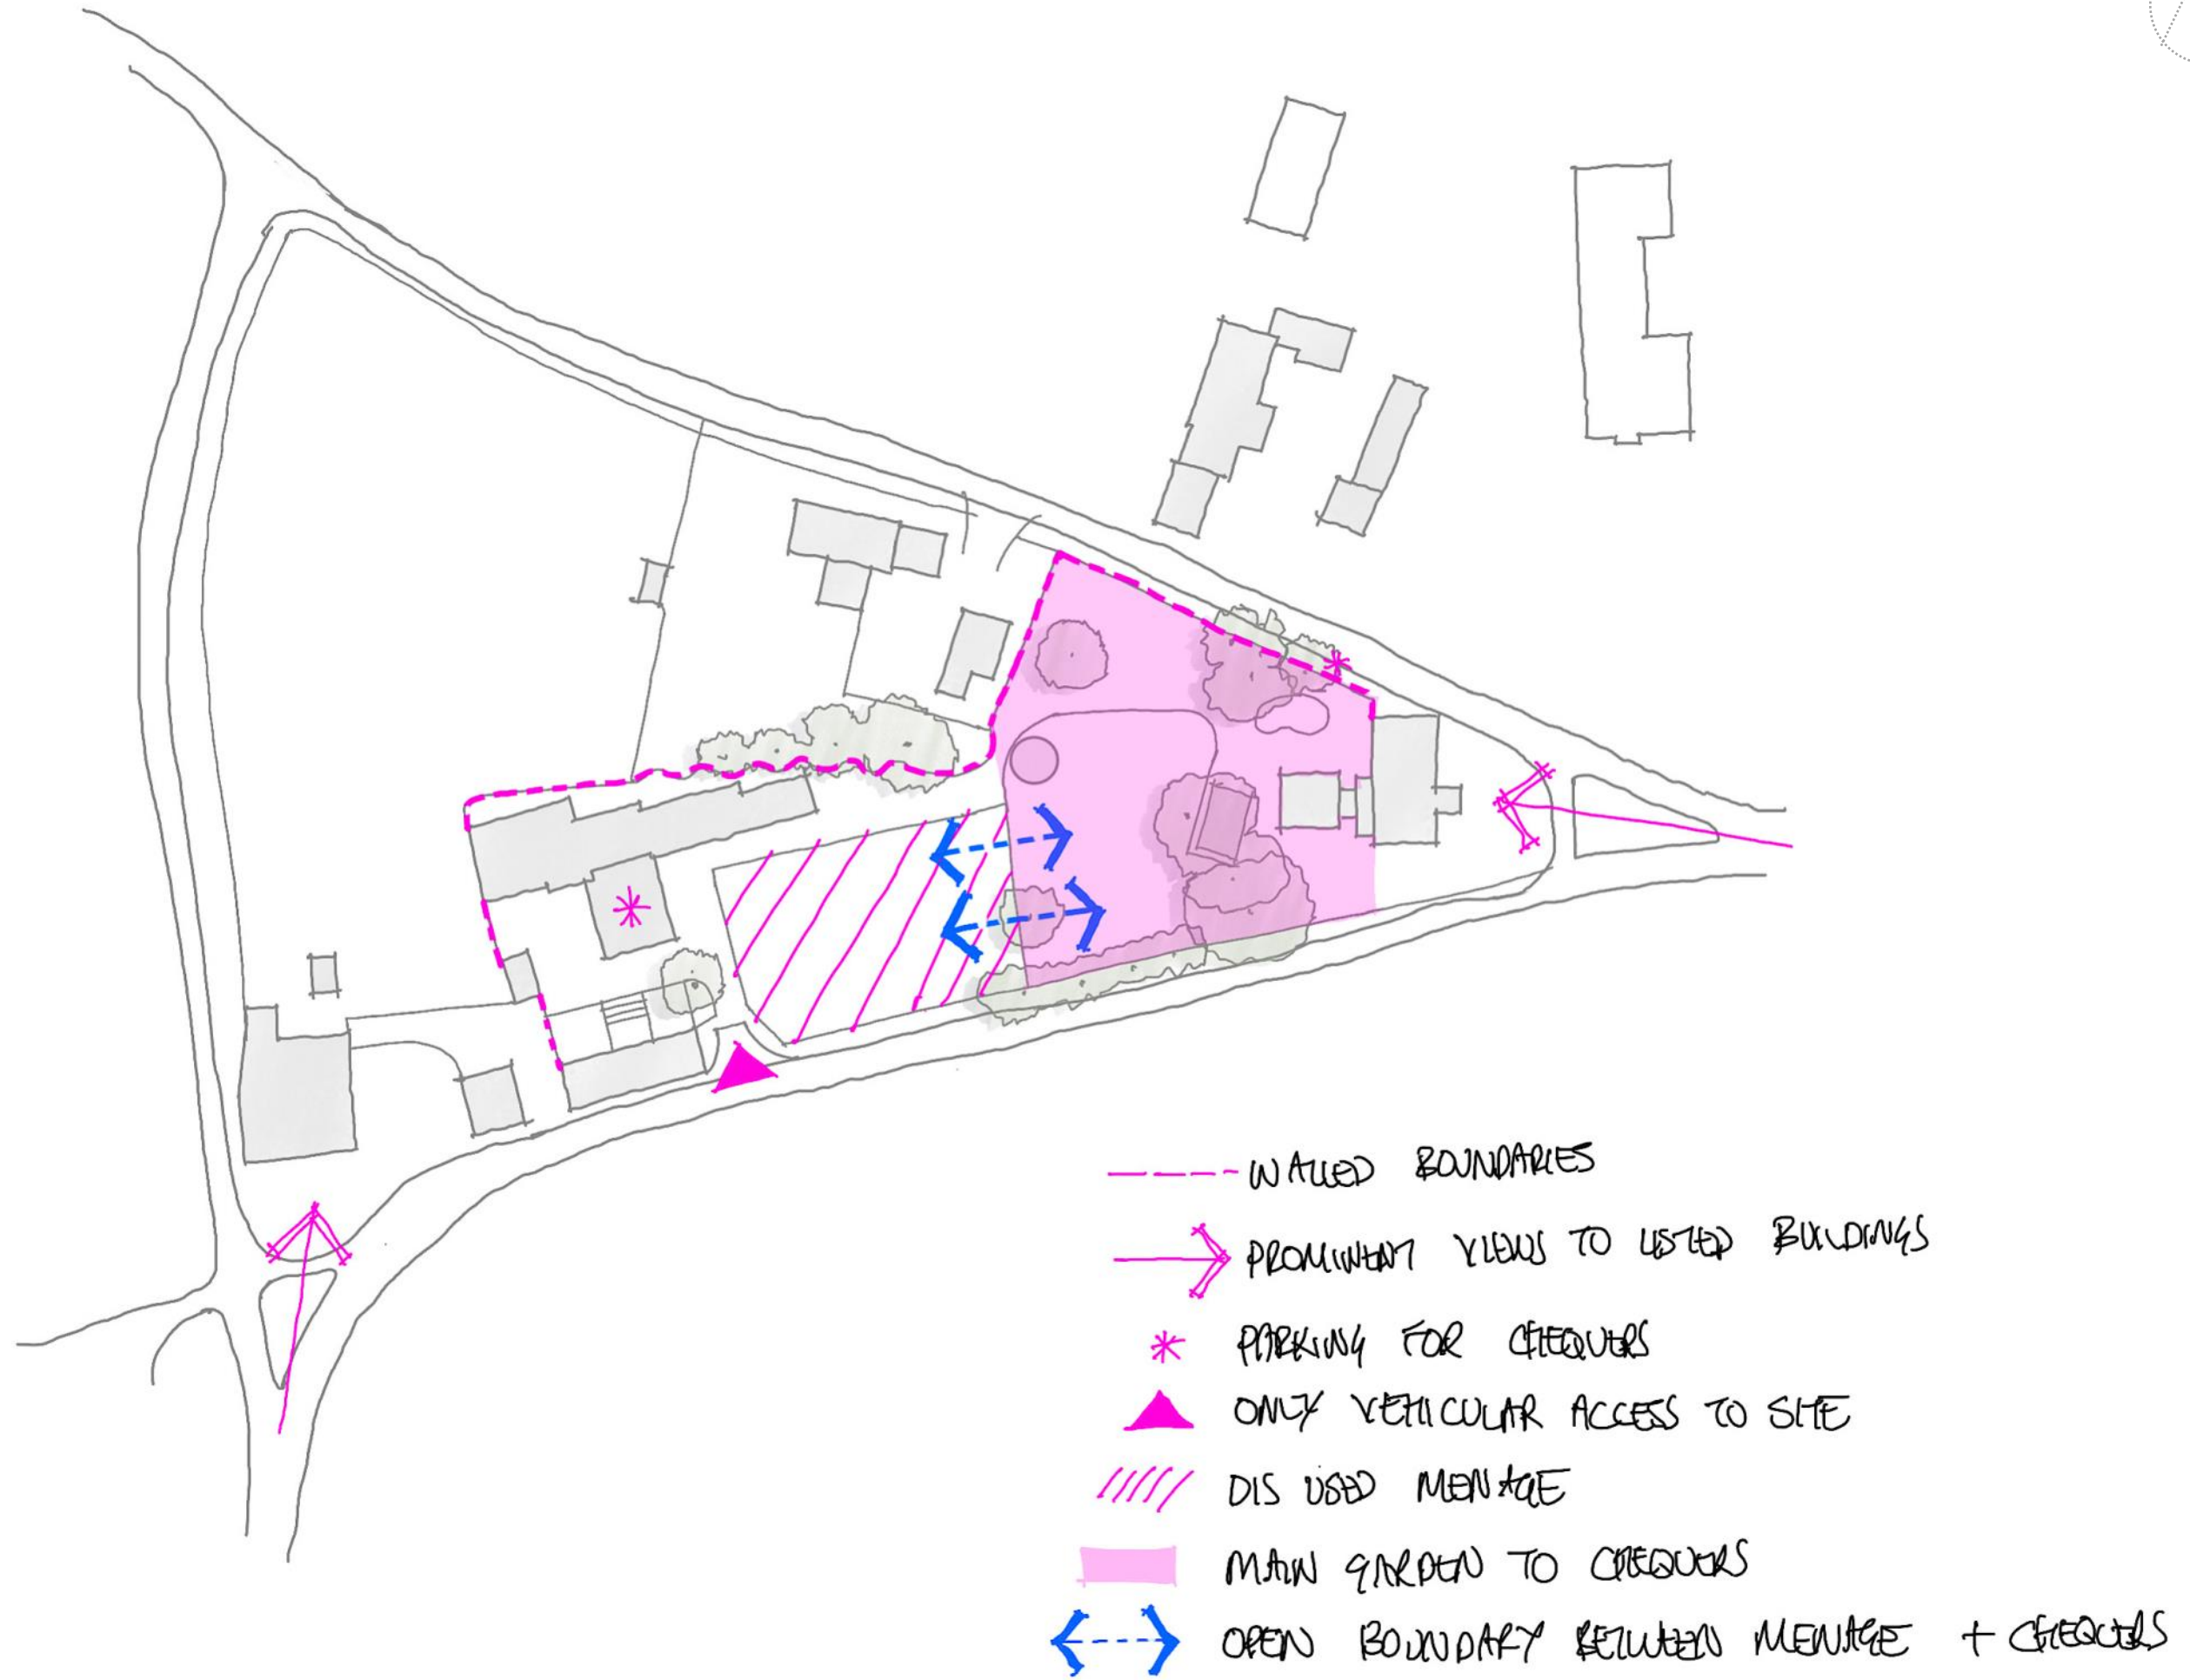 WALLED BOUNDARIES
PROMINENT VIEWS TO LISTED BUILDINGS
PARKING FOR CHEQUERS
ONLY VEHICULAR ACCESS TO SITE
DIS USED MENAGE
MAIN GARDEN TO CHEQUERS
OPEN BOUNDARY BETWEEN MENAGE + CHEQUERS